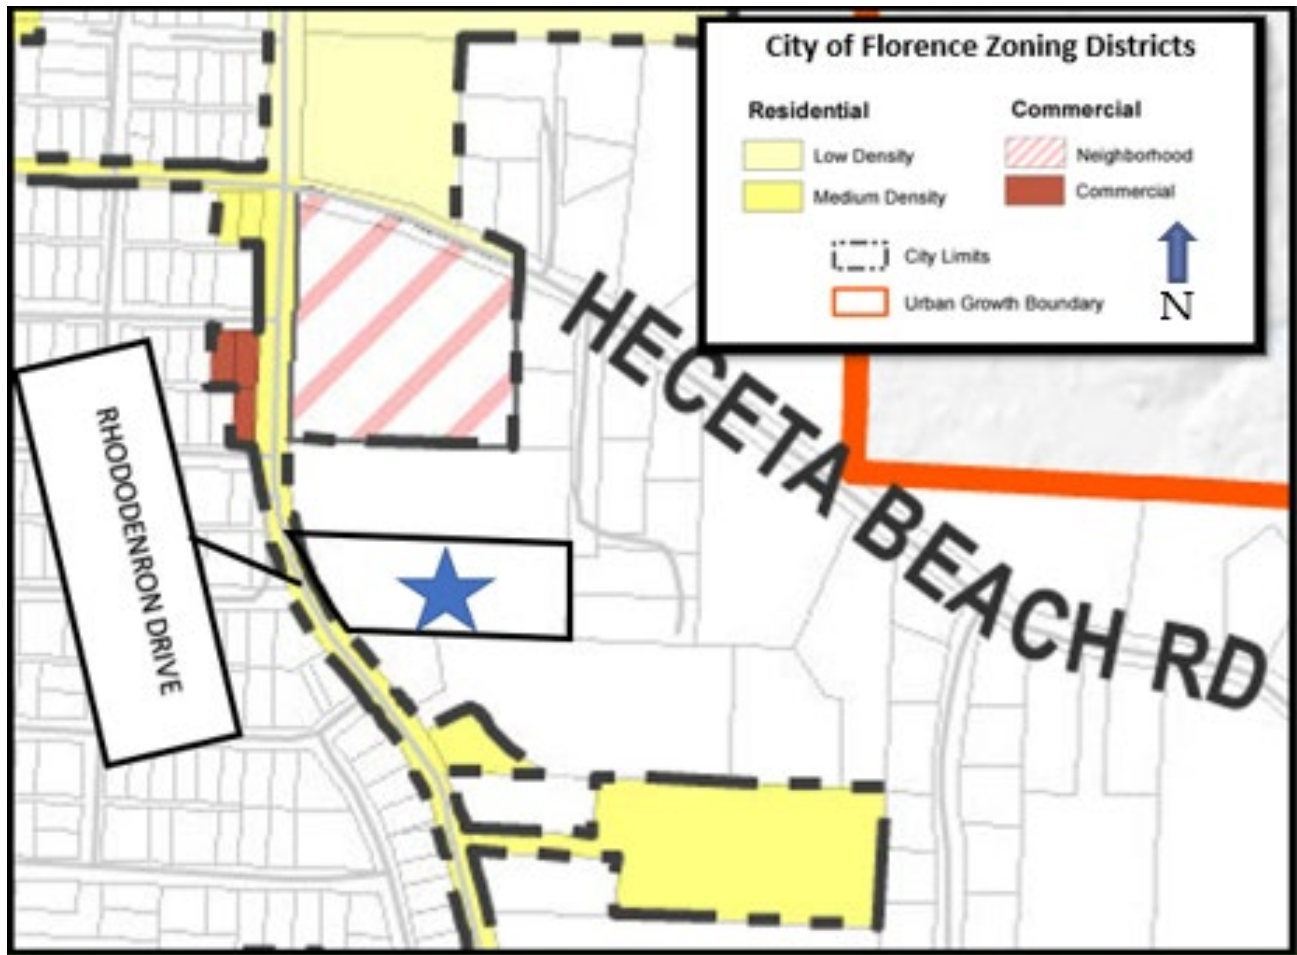 City of Florence Zoning Districts
Residential
Commercial
Low Density
Neighborhood
Medium Density
Commercial
City Limits
Urban Growth Boundary
N
HECETA BEACH RD
RHODODENRON DRIVE